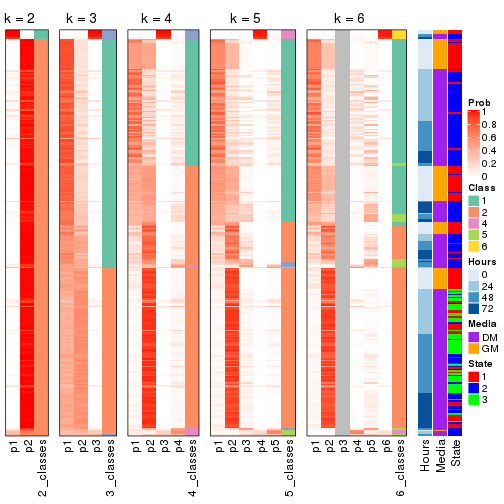 k = 2 k = 3 k = 4 k = 5 k = 6
p1 p2 2_classes p1 p2 p3 3_classes p1 p2 p3 p4 4_classes p1 p2 p3 p4 p5 5_classes p1 p2 p3 p4 p5 p6 6_classes Hours Media State
Prob
1
0.8
0.6
0.4
0.2
0
Class
1
2
4
5
6
Hours
0
24
48
72
Media
DM
GM
State
1
2
3